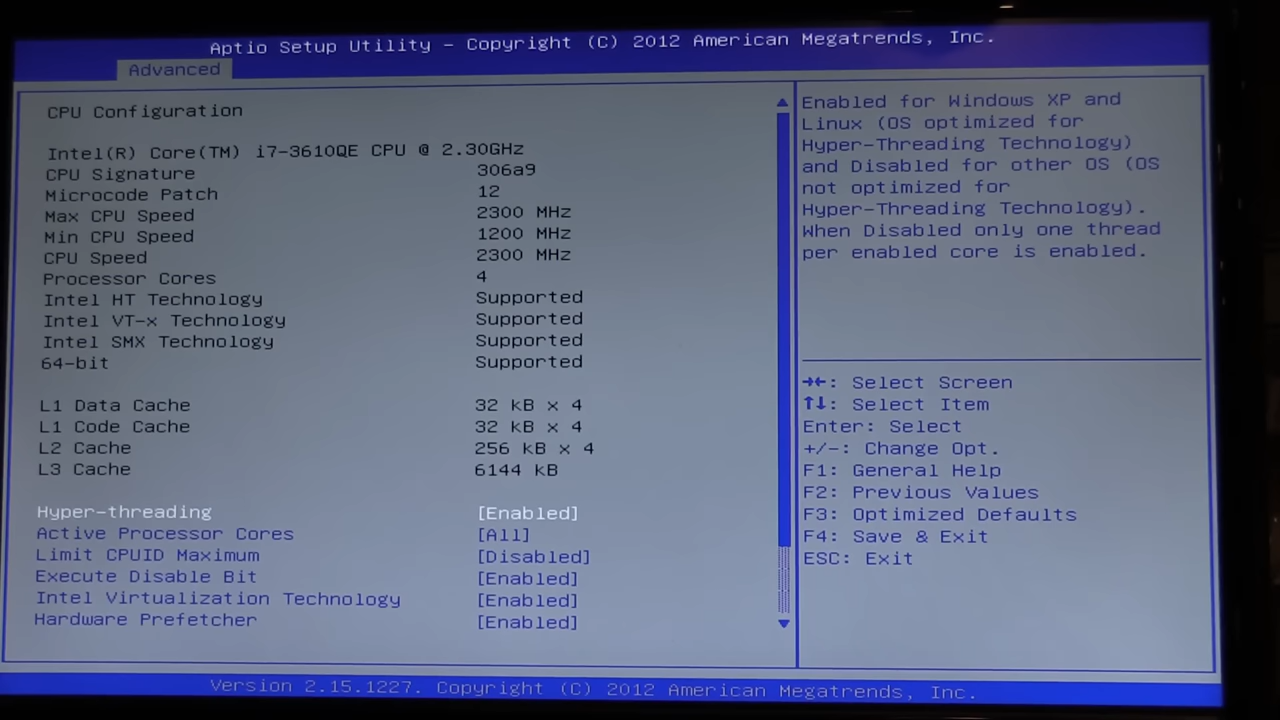 Aptio Setup Utility – Copyright (C) 2012 American Megatrends, Inc.
Advanced
CPU Configuration
Intel(R) Core(TM) i7-3610QE CPU @ 2.30GHz
CPU Signature 306a9
Microcode Patch 12
Max CPU Speed 2300 MHz
Min CPU Speed 1200 MHz
CPU Speed 2300 MHz
Processor Cores 4
Intel HT Technology Supported
Intel VT-x Technology Supported
Intel SMX Technology Supported
64-bit Supported
L1 Data Cache 32 kB x 4
L1 Code Cache 32 kB x 4
L2 Cache 256 kB x 4
L3 Cache 6144 kB
Hyper-threading [Enabled]
Active Processor Cores [All]
Limit CPUID Maximum [Disabled]
Execute Disable Bit [Enabled]
Intel Virtualization Technology [Enabled]
Hardware Prefetcher [Enabled]
Enabled for Windows XP and
Linux (OS optimized for
Hyper-Threading Technology)
and Disabled for other OS (OS
not optimized for
Hyper-Threading Technology).
When Disabled only one thread
per enabled core is enabled.
→←: Select Screen
↑↓: Select Item
Enter: Select
+/-: Change Opt.
F1: General Help
F2: Previous Values
F3: Optimized Defaults
F4: Save & Exit
ESC: Exit
Version 2.15.1227. Copyright (C) 2012 American Megatrends, Inc.